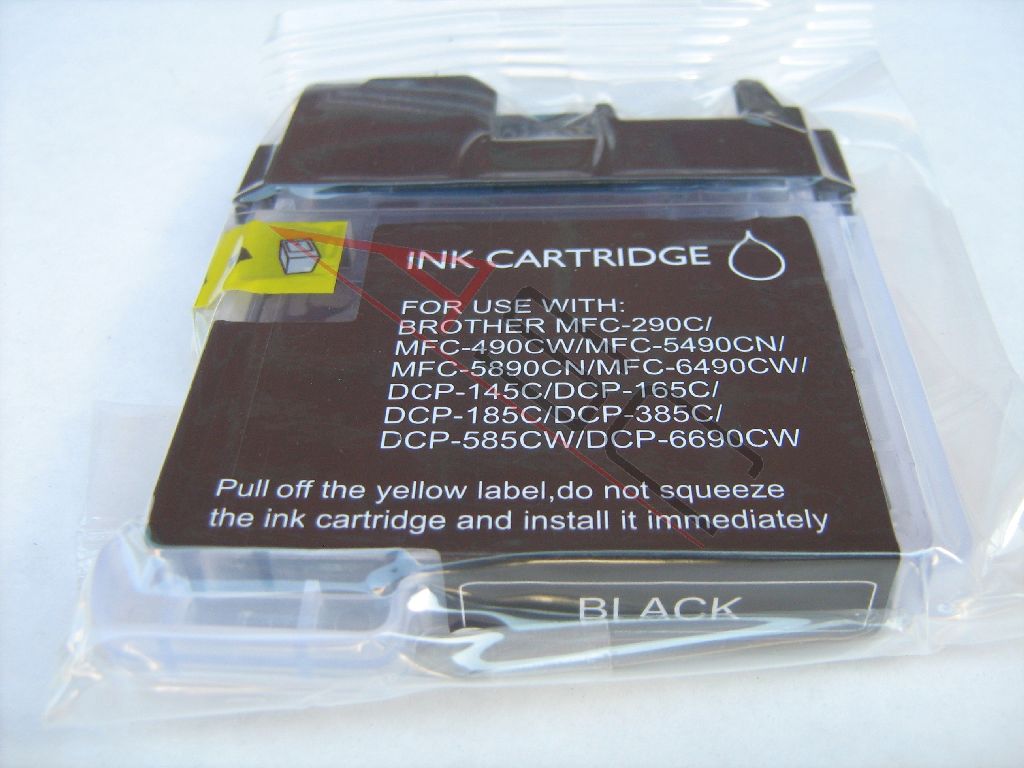 INK CARTRIDGE
FOR USE WITH:
BROTHER MFC-290C/
MFC-490CW/MFC-5490CN/
MFC-5890CN/MFC-6490CW/
DCP-145C/DCP-165C/
DCP-185C/DCP-385C/
DCP-585CW/DCP-6690CW
Pull off the yellow label,do not squeeze
the ink cartridge and install it immediately
BLACK